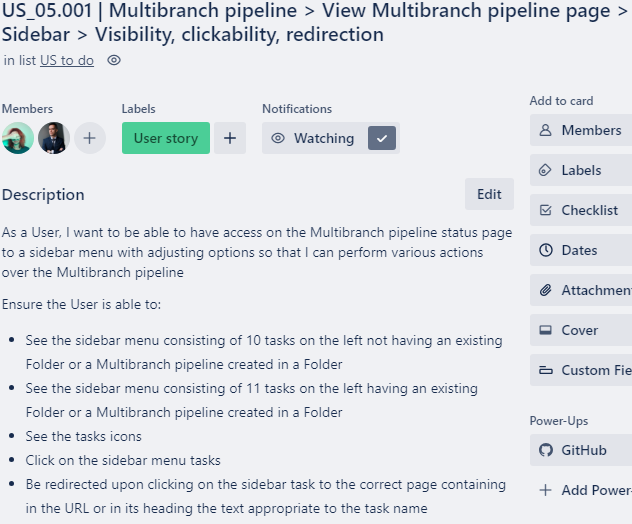 US_05.001 | Multibranch pipeline > View Multibranch pipeline page >
Sidebar > Visibility, clickability, redirection
in list US to do
Members
Labels
Notifications
User story
Watching
Description
Edit
As a User, I want to be able to have access on the Multibranch pipeline status page
to a sidebar menu with adjusting options so that I can perform various actions
over the Multibranch pipeline
Ensure the User is able to:
• See the sidebar menu consisting of 10 tasks on the left not having an existing
Folder or a Multibranch pipeline created in a Folder
• See the sidebar menu consisting of 11 tasks on the left having an existing
Folder or a Multibranch pipeline created in a Folder
• See the tasks icons
• Click on the sidebar menu tasks
• Be redirected upon clicking on the sidebar task to the correct page containing
in the URL or in its heading the text appropriate to the task name
Add to card
Members
Labels
Checklist
Dates
Attachmen
Cover
Custom Fie
Power-Ups
GitHub
Add Power-